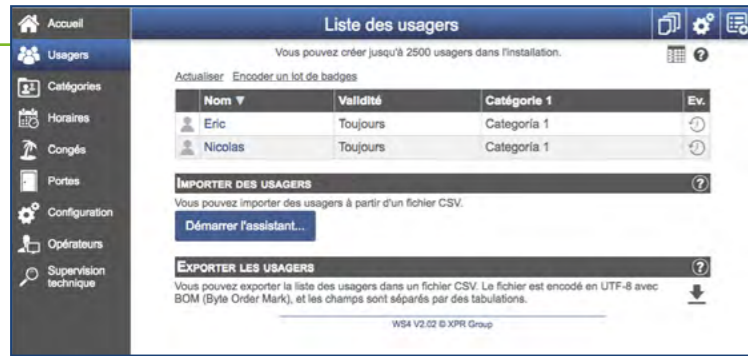 Accueil
Liste des usagers
Usagers
Vous pouvez créer jusqu'à 2500 usagers dans l'installation.
Catégories
Actualiser Encoder un lot de badges
Nom ▼ Validité Catégorie 1 Ev.
Horaires
Eric Toujours Categoría 1
Congés
Nicolas Toujours Categoría 1
Portes
IMPORTER DES USAGERS
Vous pouvez importer des usagers à partir d'un fichier CSV.
Configuration
Démarrer l'assistant...
Opérateurs
Supervision
technique
EXPORTER LES USAGERS
Vous pouvez exporter la liste des usagers dans un fichier CSV. Le fichier est encodé en UTF-8 avec
BOM (Byte Order Mark), et les champs sont séparés par des tabulations.
WS4 V2.02 © XPR Group